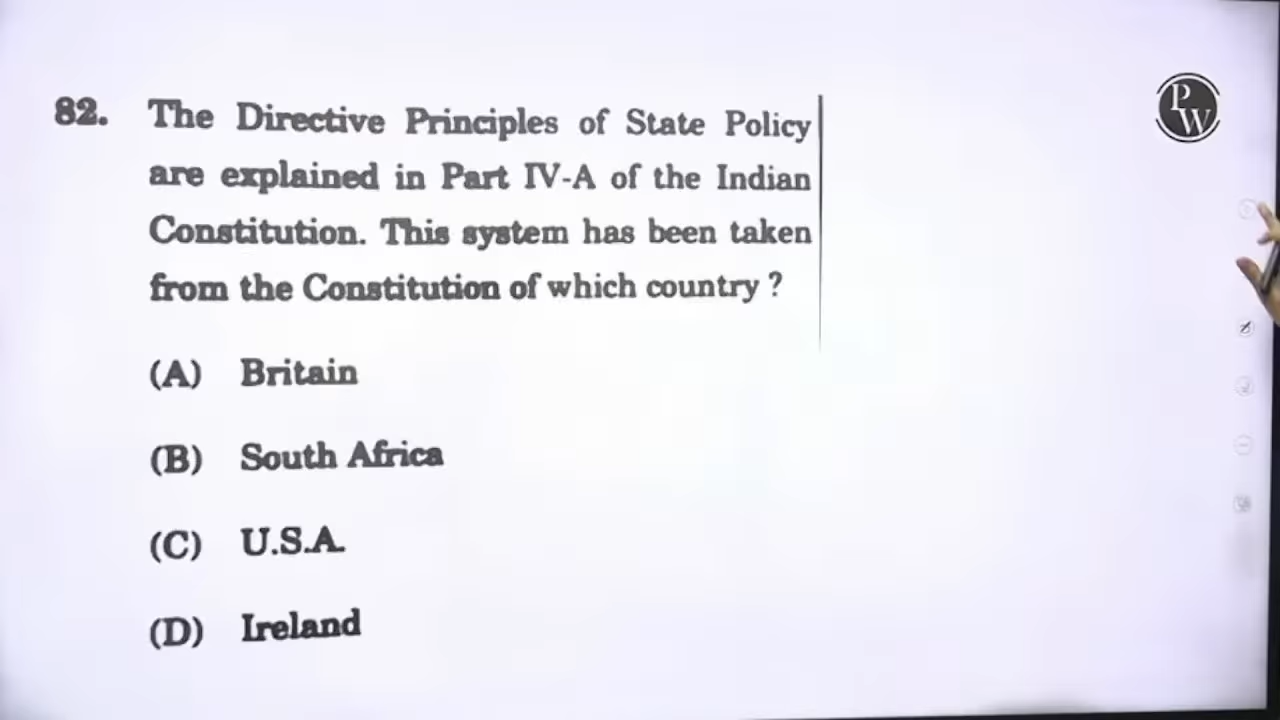 P
W
82. The Directive Principles of State Policy
are explained in Part IV-A of the Indian
Constitution. This system has been taken
from the Constitution of which country ?
(A) Britain
(B) South Africa
(C) U.S.A.
(D) Ireland